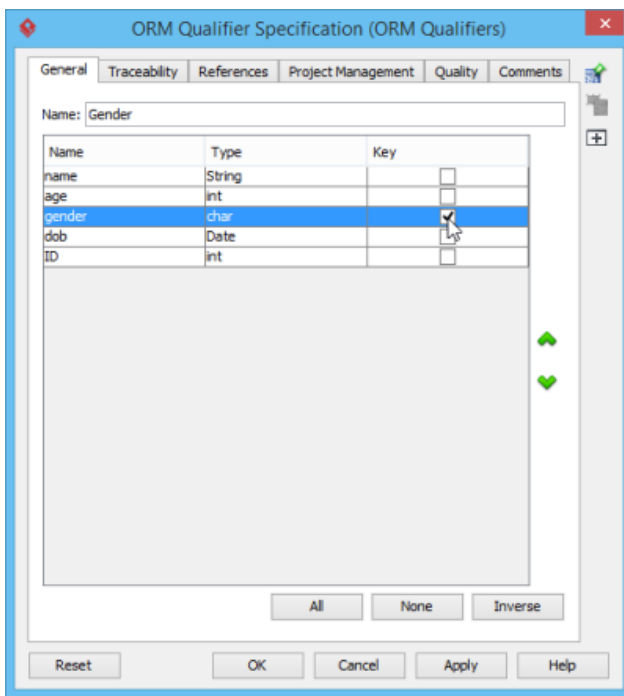 ORM Qualifier Specification (ORM Qualifiers)
General Traceability References Project Management Quality Comments
Name: Gender
Name Type Key
name String
age int
gender char
dob Date
ID int
All None Inverse
Reset OK Cancel Apply Help